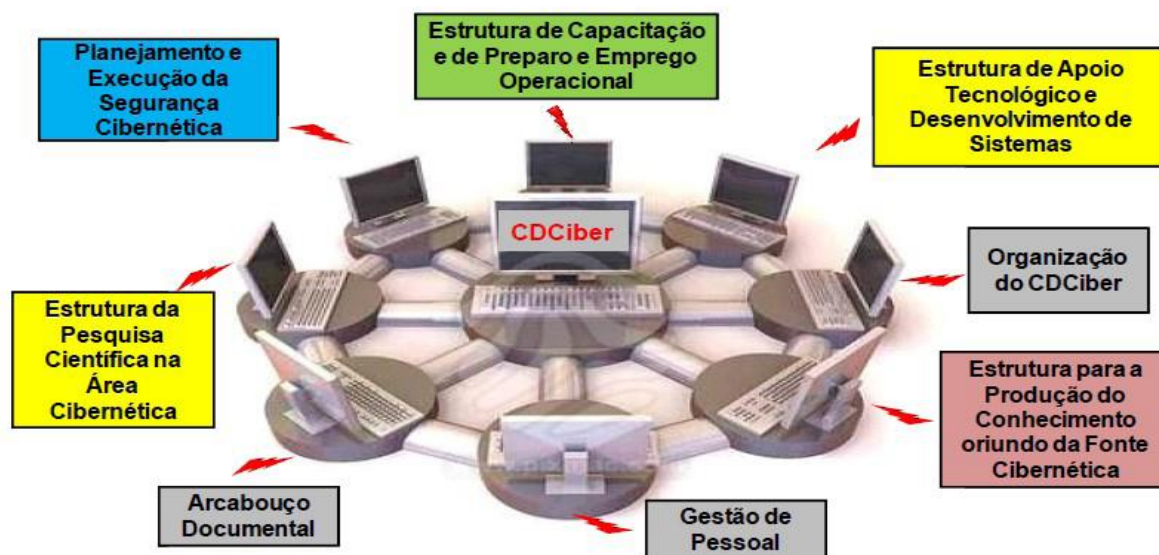 Planejamento e
Execução da
Segurança
Cibernética
Estrutura de Capacitação
e de Preparo e Emprego
Operacional
Estrutura de Apoio
Tecnológico e
Desenvolvimento de
Sistemas
CDCiber
Organização
do CDCiber
Estrutura da
Pesquisa
Científica na
Área
Cibernética
Estrutura para a
Produção do
Conhecimento
oriundo da Fonte
Cibernética
Arcabouço
Documental
Gestão de
Pessoal